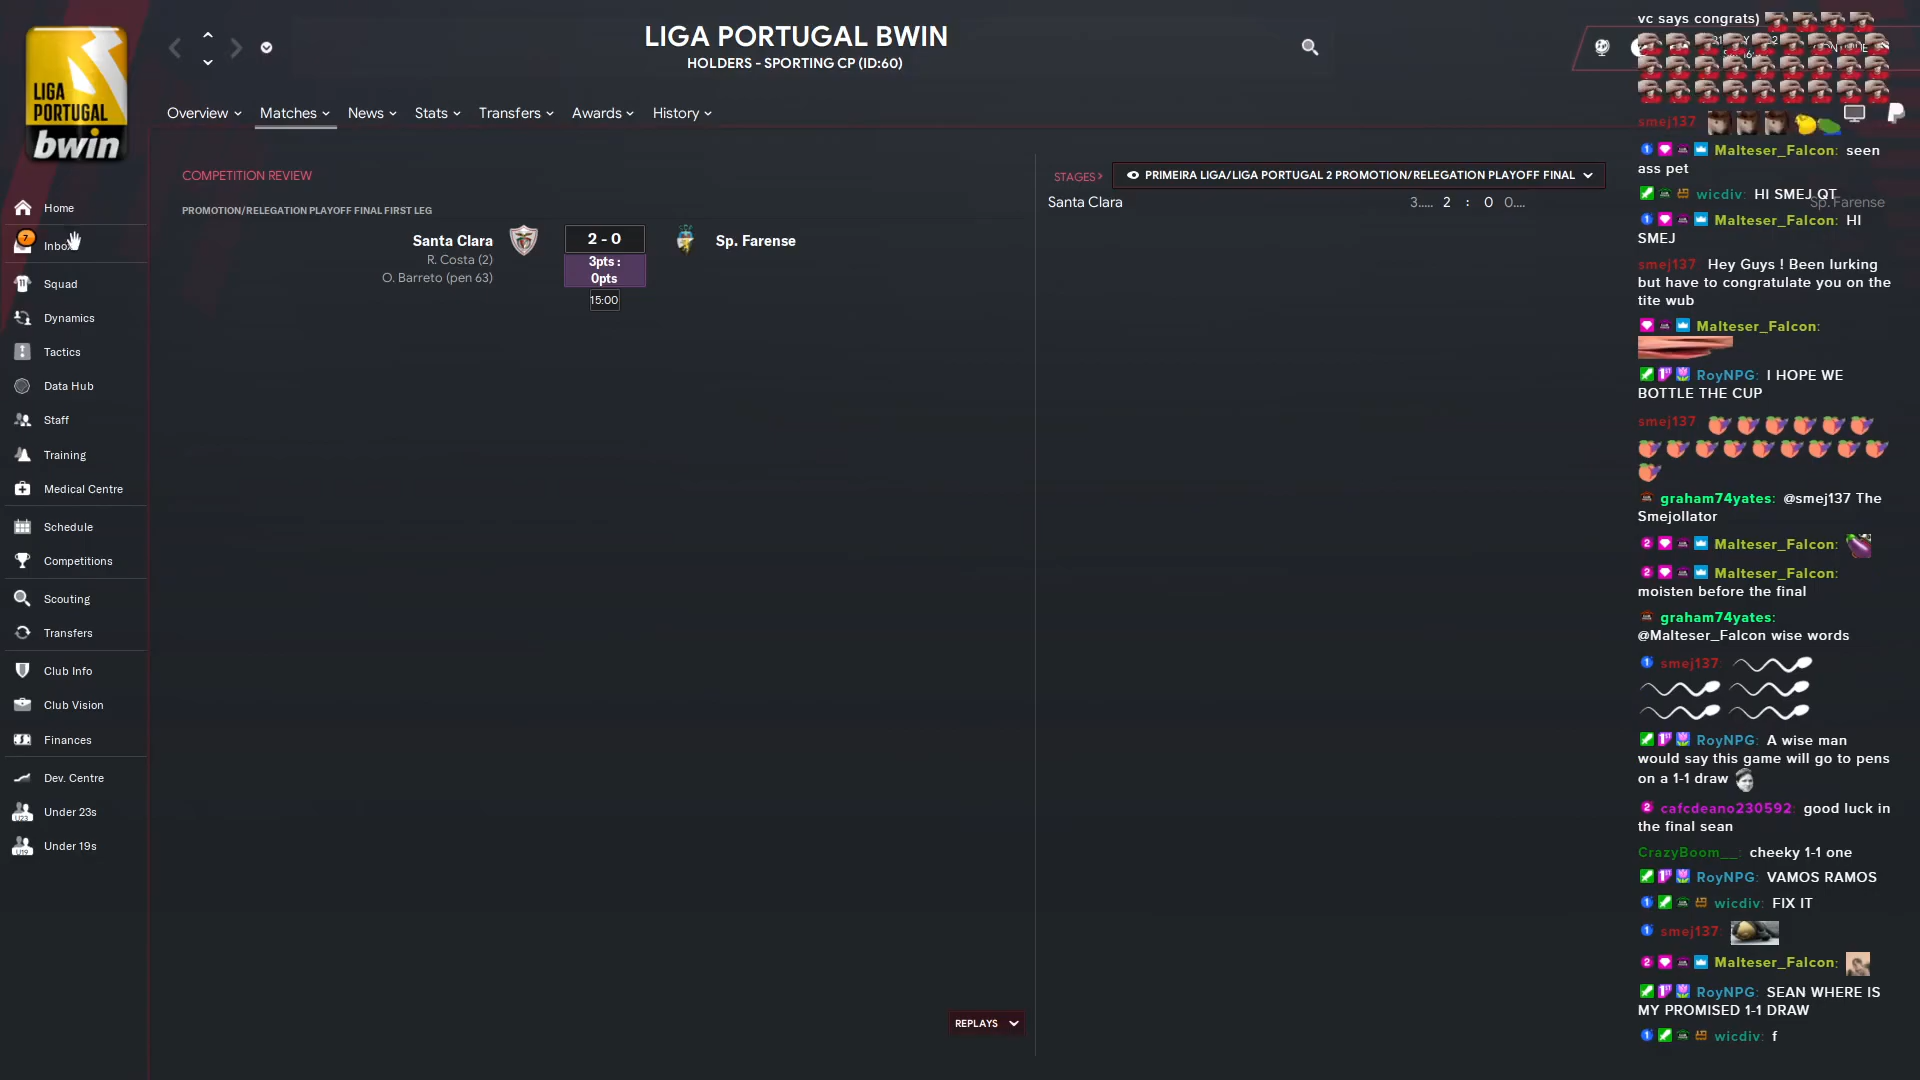 LIGA PORTUGAL BWIN
HOLDERS - SPORTING CP (ID:60)
LIGA
PORTUGAL
bwin
Overview
Matches
News
Stats
Transfers
Awards
History
Home
7
Inbox
Squad
Dynamics
Tactics
Data Hub
Staff
Training
Medical Centre
Schedule
Competitions
Scouting
Transfers
Club Info
Club Vision
Finances
Dev. Centre
Under 23s
Under 19s
COMPETITION REVIEW
PROMOTION/RELEGATION PLAYOFF FINAL FIRST LEG
Santa Clara 2 - 0 Sp. Farense
R. Costa (2)
O. Barreto (pen 63)
3pts :
0pts
15:00
REPLAYS
STAGES> PRIMEIRA LIGA/LIGA PORTUGAL 2 PROMOTION/RELEGATION PLAYOFF FINAL
Santa Clara 3..... 2 : 0 0.... Sp. Farense
vc says congrats)
smej137
Malteser_Falcon: seen
ass pet
wicdiv: HI SMEJ QT
Malteser_Falcon: HI
SMEJ
smej137 Hey Guys ! Been lurking
but have to congratulate you on the
tite wub
Malteser_Falcon:
RoyNPG: I HOPE WE
BOTTLE THE CUP
smej137
graham74yates: @smej137 The
Smejollator
Malteser_Falcon:
Malteser_Falcon:
moisten before the final
graham74yates:
@Malteser_Falcon wise words
smej137:
RoyNPG: A wise man
would say this game will go to pens
on a 1-1 draw
cafcdeano230592: good luck in
the final sean
CrazyBoom__: cheeky 1-1 one
RoyNPG: VAMOS RAMOS
wicdiv: FIX IT
smej137:
Malteser_Falcon:
RoyNPG: SEAN WHERE IS
MY PROMISED 1-1 DRAW
wicdiv: f